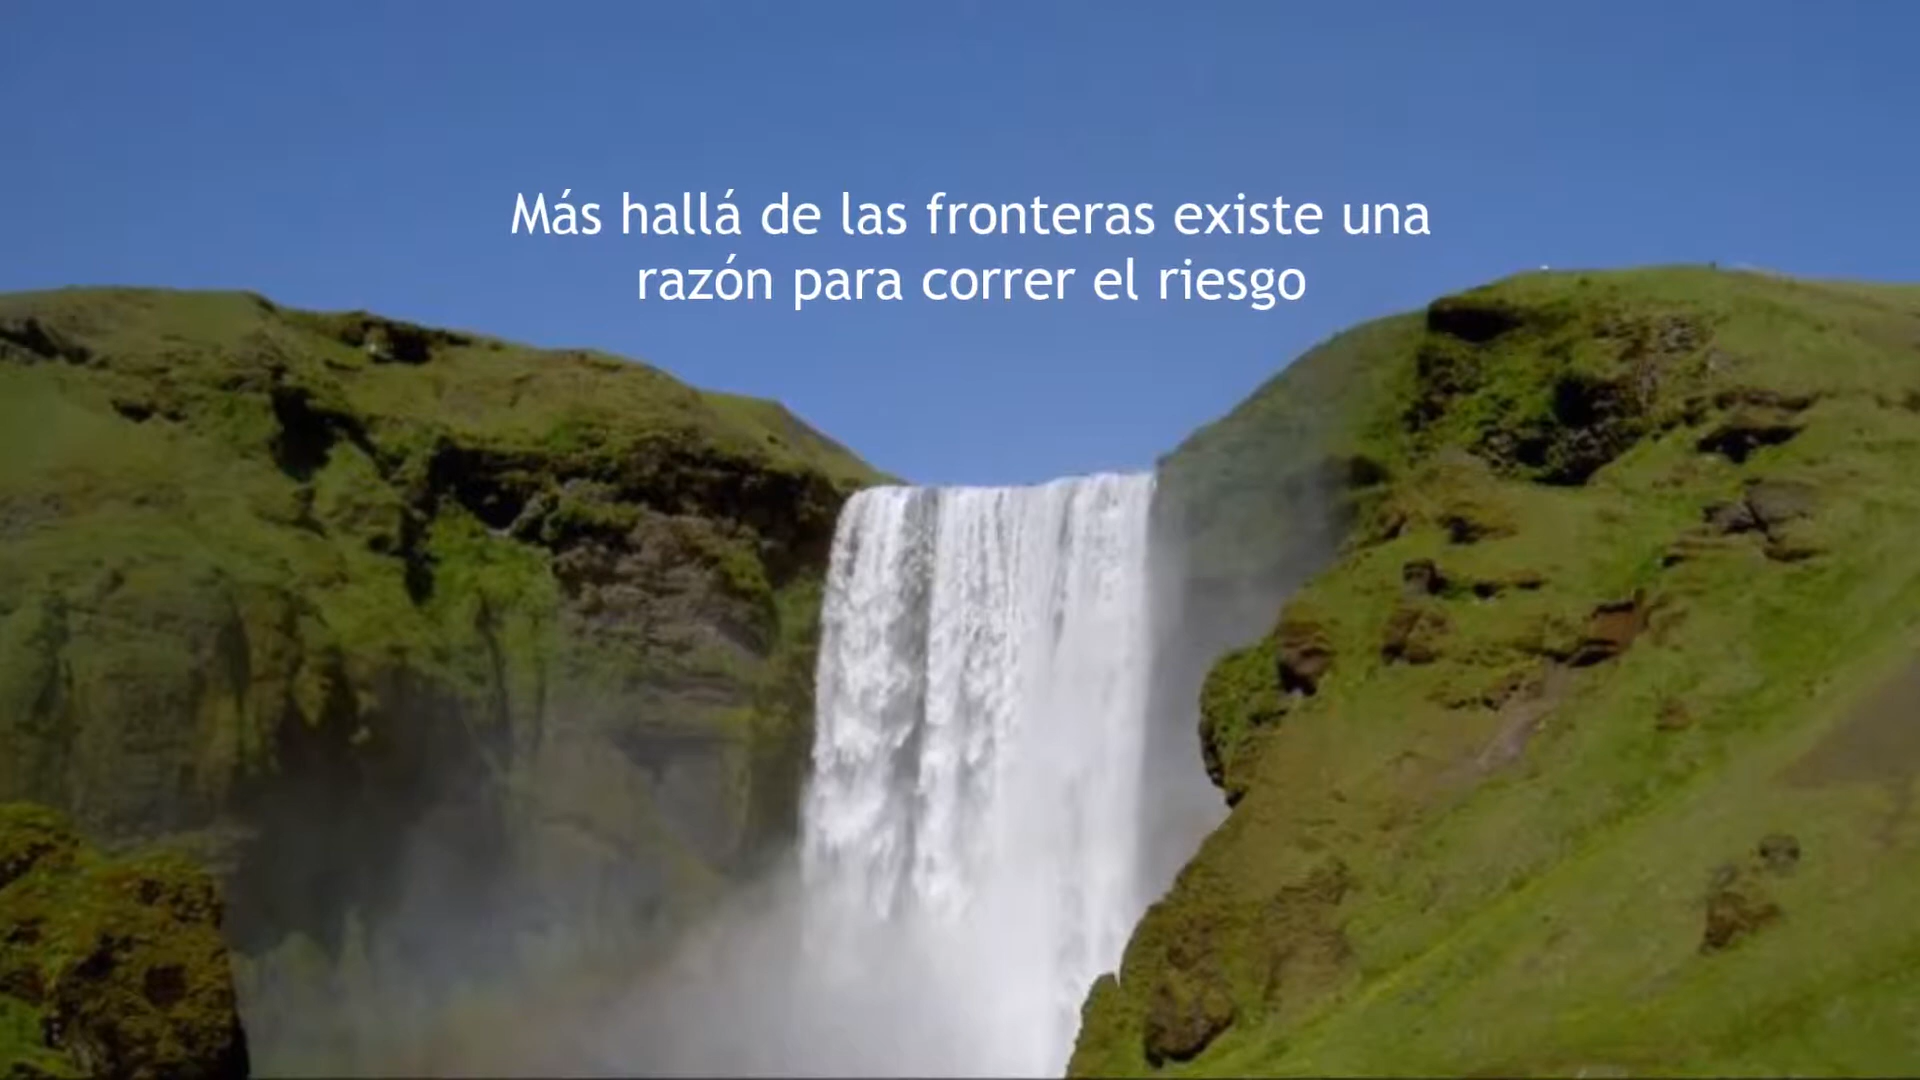 Más hallá de las fronteras existe una
razón para correr el riesgo